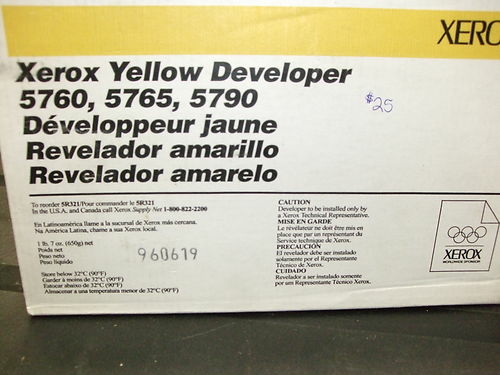 XERO
Xerox Yellow Developer
5760, 5765, 5790
$25
Développeur jaune
Revelador amarillo
Revelador amarelo
To reorder 5R321/Pour commander le 5R321
In the U.S.A. and Canada call Xerox Supply Net 1-800-822-2200
En Latinoamérica llame a la sucursal de Xerox más cercana.
Na América Latina, chame a sua Xerox local.
1 lb. 7 oz. (650g) net
Poids net
Peso neto
Peso líquido
960619
Store below 32°C (90°F)
Garder à moins de 32°C (90°F)
Estocar abaixo de 32°C (90°F)
Almacenar a una temperatura menor de 32°C (90°F)
CAUTION
Developer to be installed only by
a Xerox Technical Representative.
MISE EN GARDE
Le révélateur ne doit être mis en
place que par un représentant du
Service technique de Xerox.
PRECAUCIÓN
El revelador debe ser instalado
solamente por el Representante
Técnico de Xerox.
CUIDADO
Revelador a ser instalado somente
por um Representante Técnico Xerox.
XEROX
WORLDWIDE SPONSOR